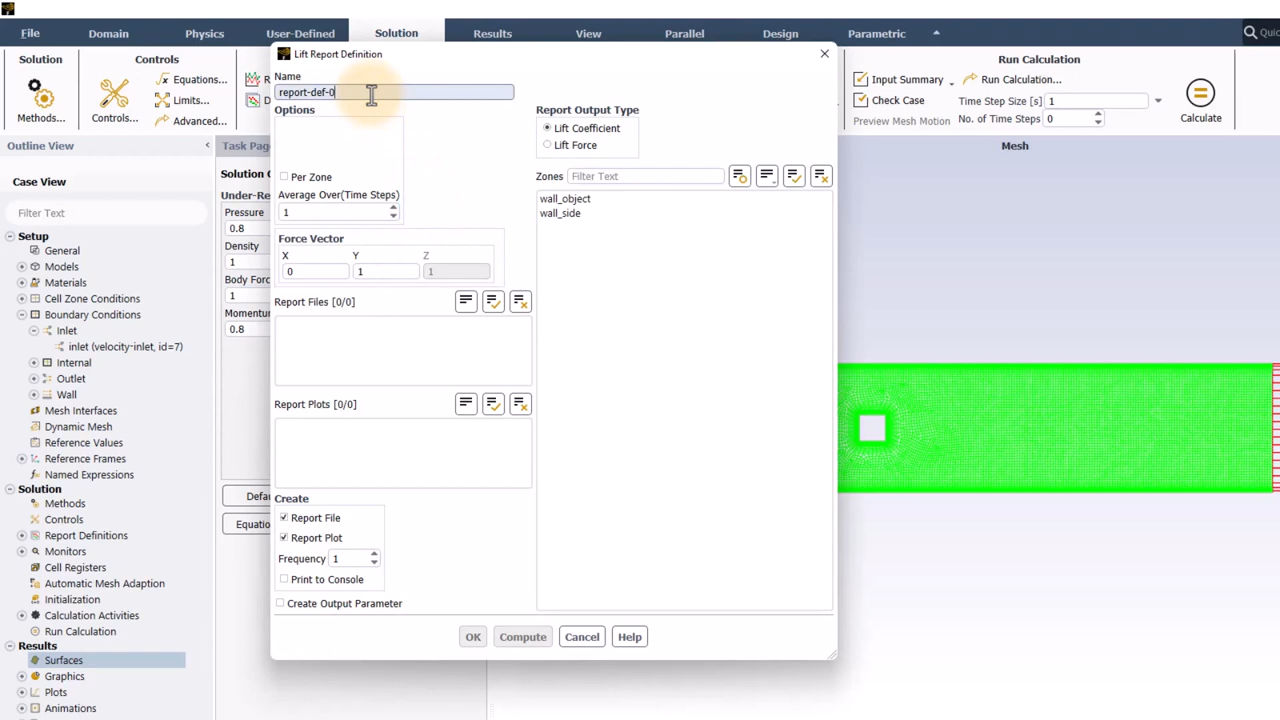 File
Domain
Physics
User-Defined
Solution
Results
View
Parallel
Design
Parametric
Lift Report Definition
Solution
Controls
Run Calculation
Methods...
Controls...
Equations...
Limits...
Advanced...
Input Summary...
Run Calculation...
Check Case
Time Step Size [s] 1
Preview Mesh Motion
No. of Time Steps 0
Calculate
Outline View
<
Task Page
Mesh
Case View
Filter Text
Setup
General
Models
Materials
Cell Zone Conditions
Boundary Conditions
Inlet
inlet (velocity-inlet, id=7)
Internal
Outlet
Wall
Mesh Interfaces
Dynamic Mesh
Reference Values
Reference Frames
Named Expressions
Solution
Methods
Controls
Report Definitions
Monitors
Cell Registers
Automatic Mesh Adaption
Initialization
Calculation Activities
Run Calculation
Results
Surfaces
Graphics
Plots
Animations
Pressure
0.8
Density
1
1
0.8
Name
report-def-0
Options
Per Zone
Average Over(Time Steps)
1
Force Vector
X Y Z
0 1 1
Report Files [0/0]
Report Plots [0/0]
Create
Report File
Report Plot
Frequency 1
Print to Console
Create Output Parameter
Report Output Type
Lift Coefficient
Lift Force
Zones Filter Text
wall_object
wall_side
OK
Compute
Cancel
Help